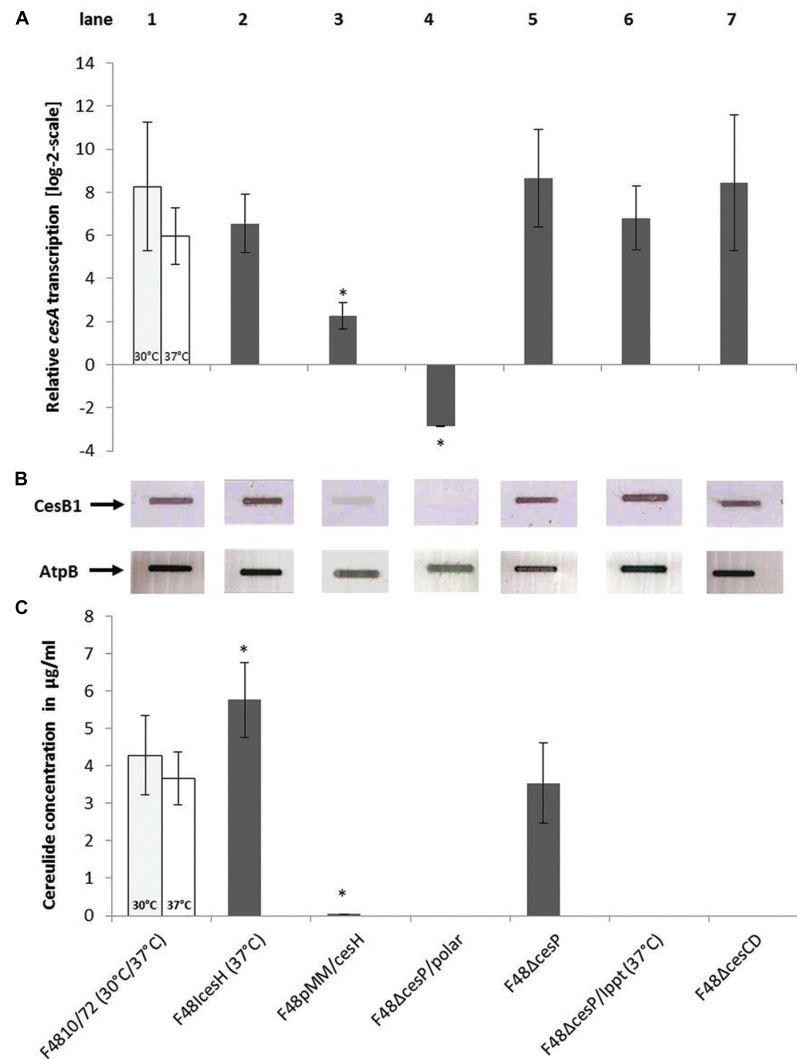 A lane 1 2 3 4 5 6 7
Relative cesA transcription [log-2-scale]
14
12
10
8
6
4
2
0
-2
-4
30°C 37°C
*
*
B
CesB1
AtpB
C
Cereulide concentration in µg/ml
8
7
6
5
4
3
2
1
0
30°C 37°C
*
*
F4810/72 (30°C/37°C)
F48IcesH (37°C)
F48pMM/cesH
F48ΔcesP/polar
F48ΔcesP
F48ΔcesP/Ippt (37°C)
F48ΔcesCD